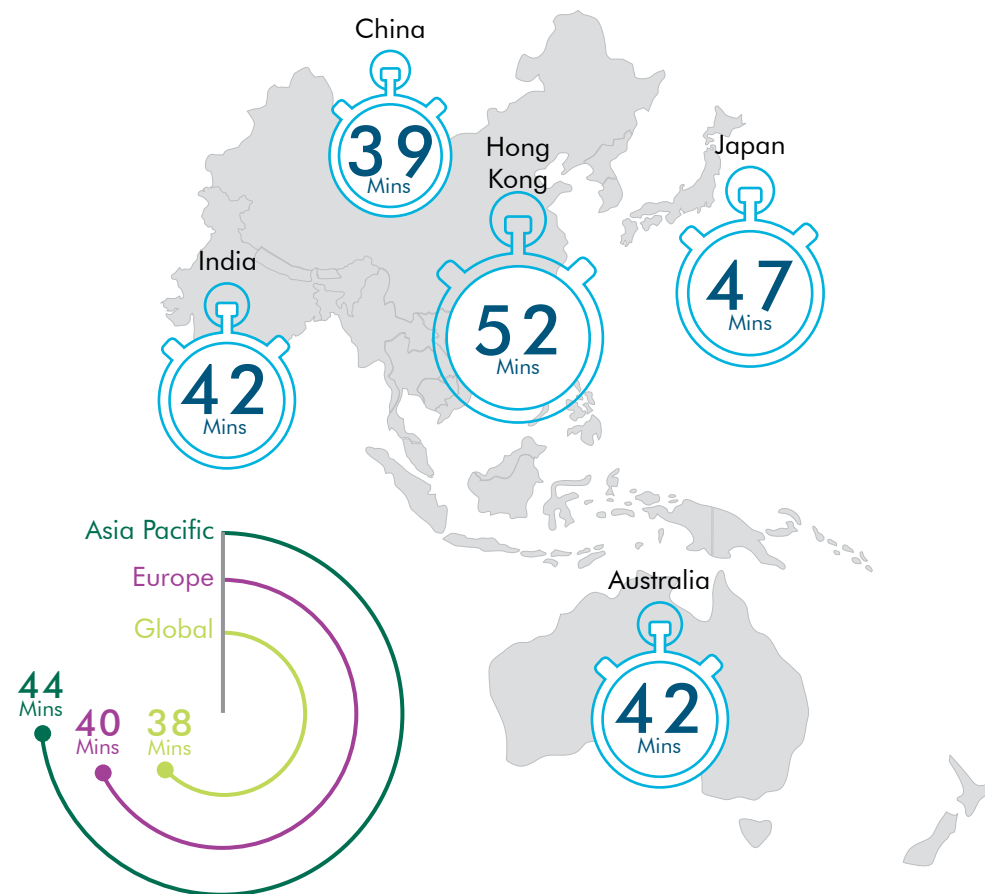 China
39
Mins
Hong
Kong
52
Mins
Japan
47
Mins
India
42
Mins
Asia Pacific
Europe
Global
44
Mins
40
Mins
38
Mins
Australia
42
Mins